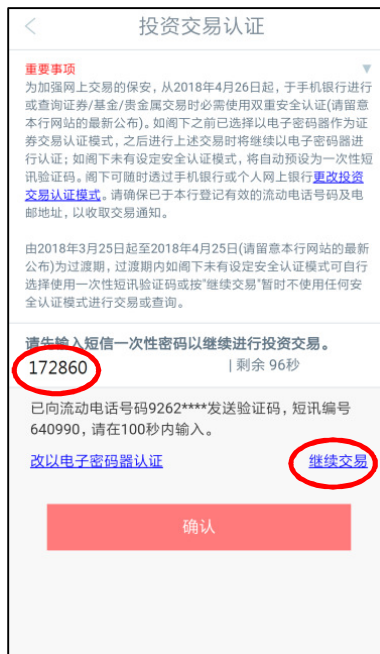 投资交易认证
重要事项
为加强网上交易的保安，从2018年4月26日起，于手机银行进行
或查询证券/基金/贵金属交易时必需使用双重安全认证(请留意
本行网站的最新公布)。如阁下之前已选择以电子密码器作为证
券交易认证模式，之后进行上述交易时将继续以电子密码器进
行认证；如阁下未有设定安全认证模式，将自动预设为一次性短
讯验证码。阁下可随时透过手机银行或个人网上银行更改投资
交易认证模式。请确保已于本行登记有效的流动电话号码及电
邮地址，以收取交易通知。
由2018年3月25日起至2018年4月25日(请留意本行网站的最新
公布)为过渡期，过渡期内如阁下未有设定安全认证模式可自行
选择使用一次性短讯验证码或按"继续交易"暂时不使用任何安
全认证模式进行交易或查询。
请先输入短信一次性密码以继续进行投资交易。
172860 | 剩余 96秒
已向流动电话号码9262****发送验证码，短讯编号
640990，请在100秒内输入。
改以电子密码器认证 继续交易
确认